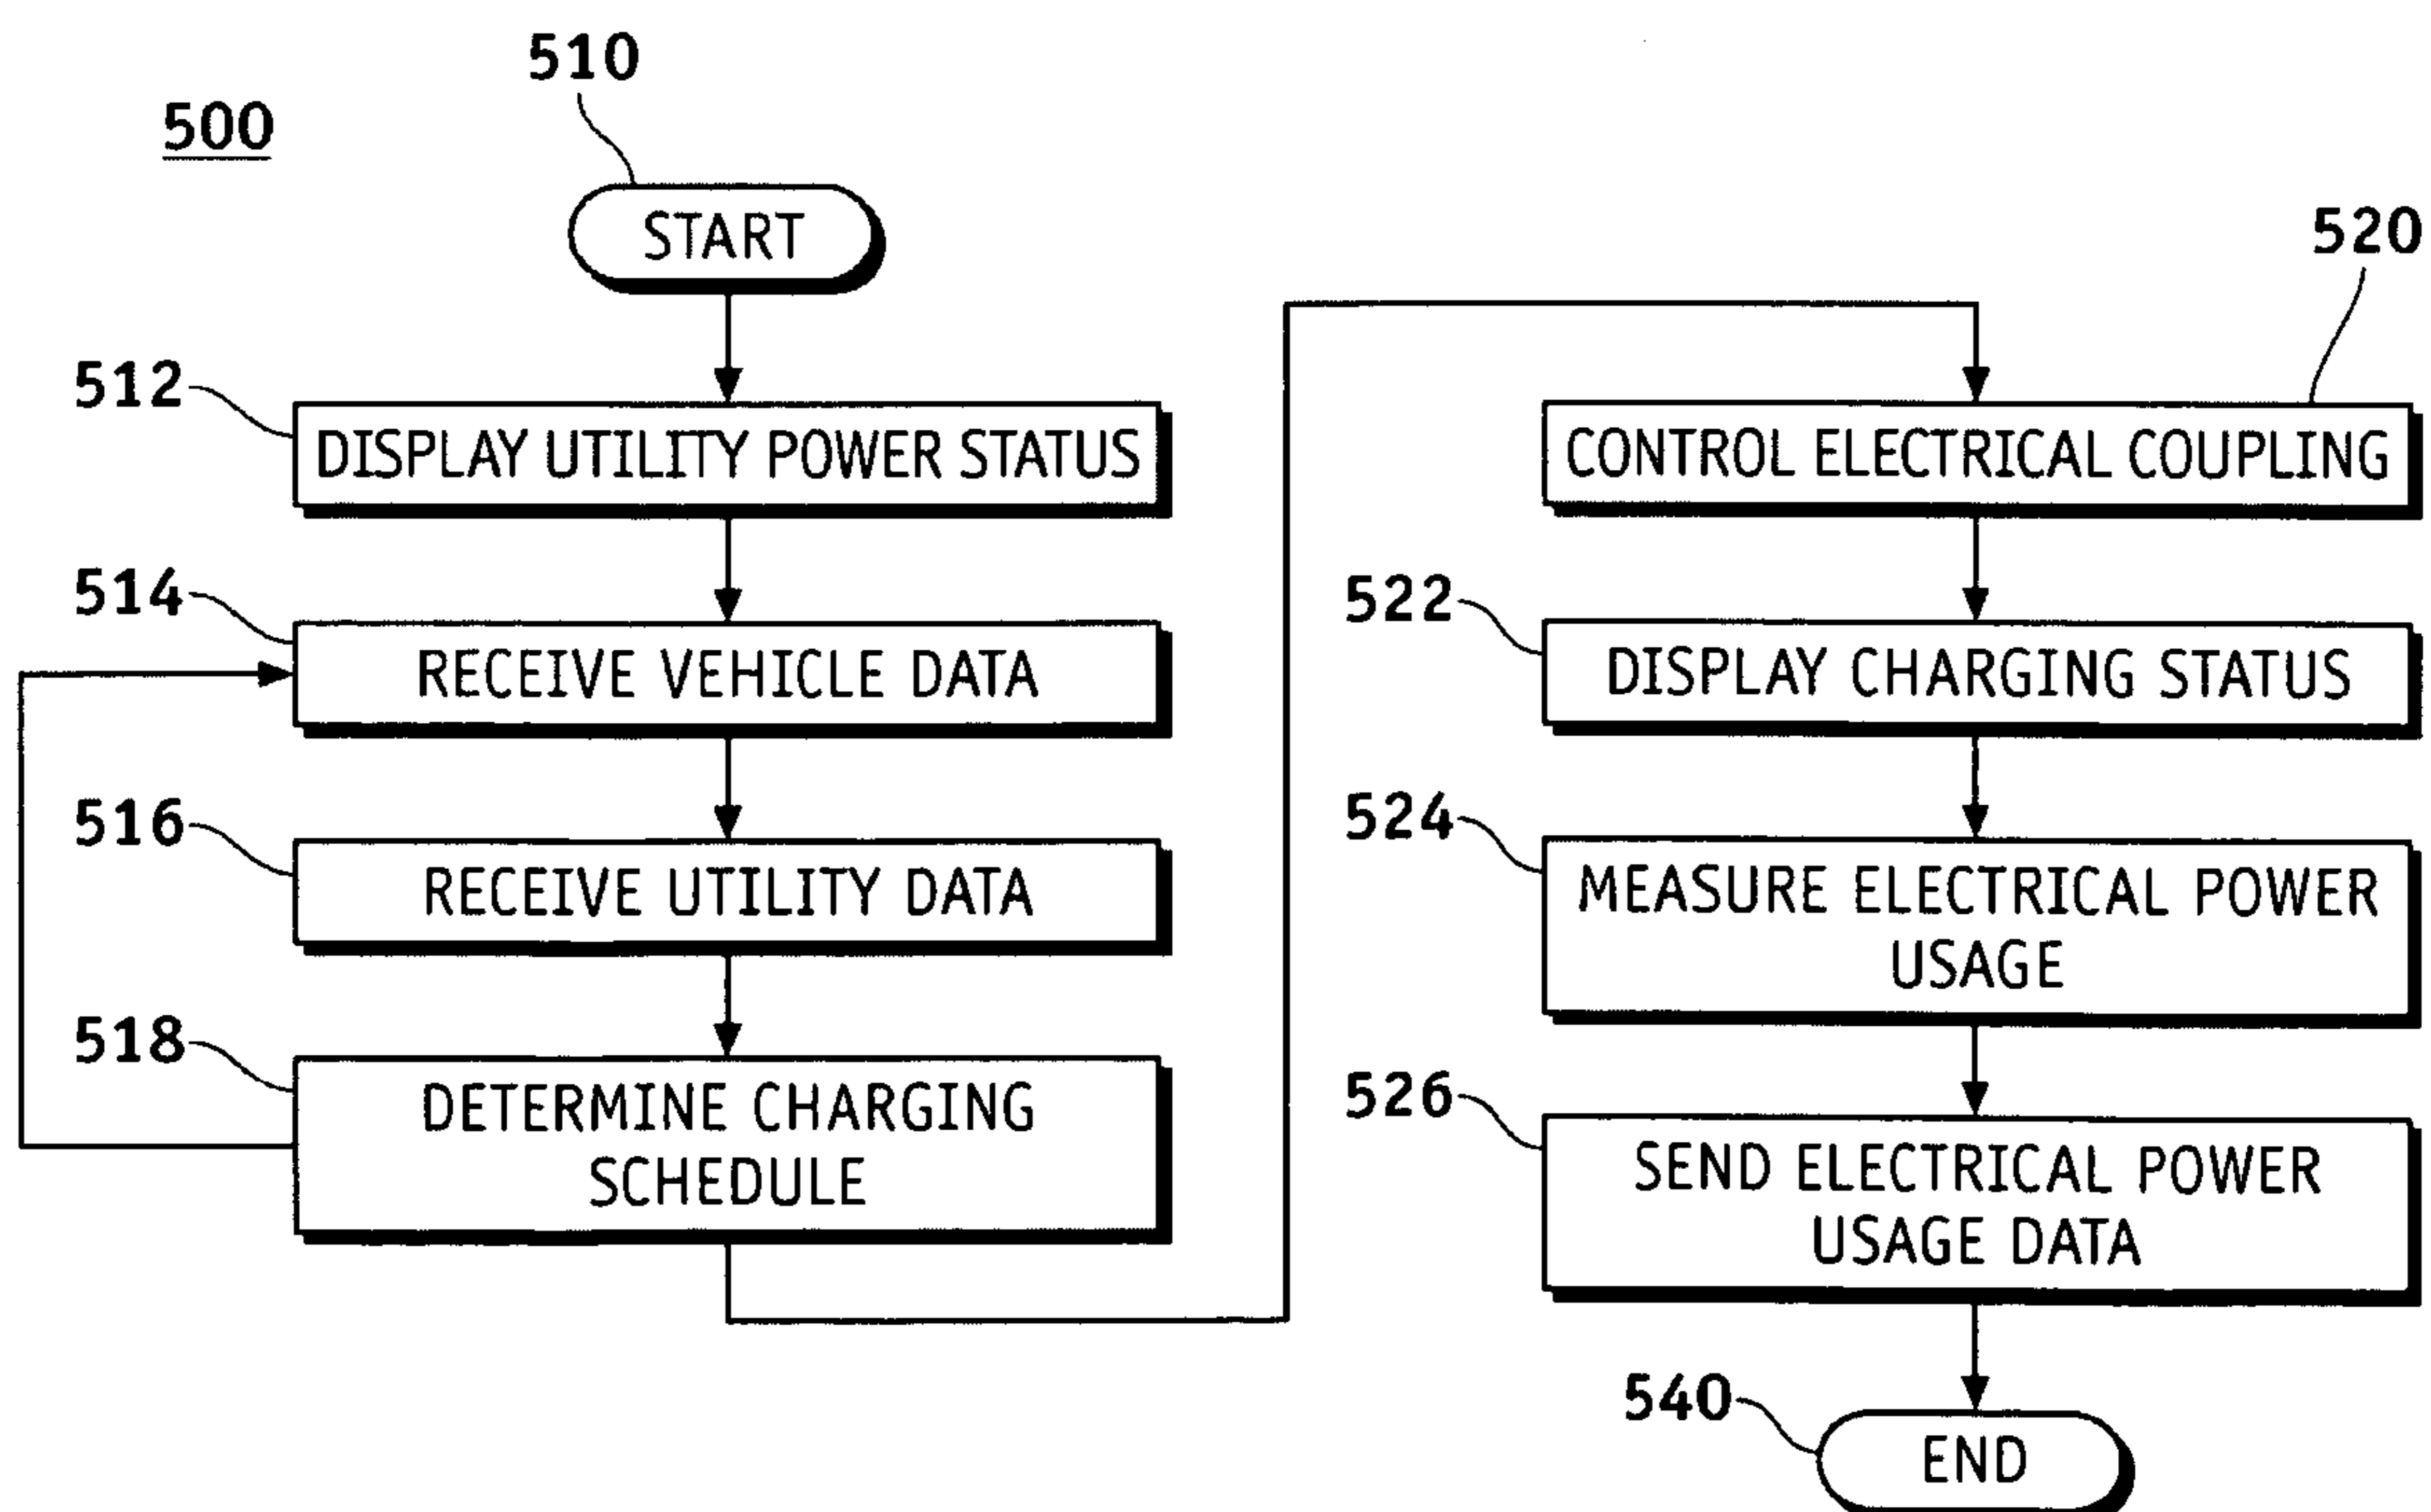 500
510
START
512
DISPLAY UTILITY POWER STATUS
514
RECEIVE VEHICLE DATA
516
RECEIVE UTILITY DATA
518
DETERMINE CHARGING
SCHEDULE
520
CONTROL ELECTRICAL COUPLING
522
DISPLAY CHARGING STATUS
524
MEASURE ELECTRICAL POWER
USAGE
526
SEND ELECTRICAL POWER
USAGE DATA
540
END